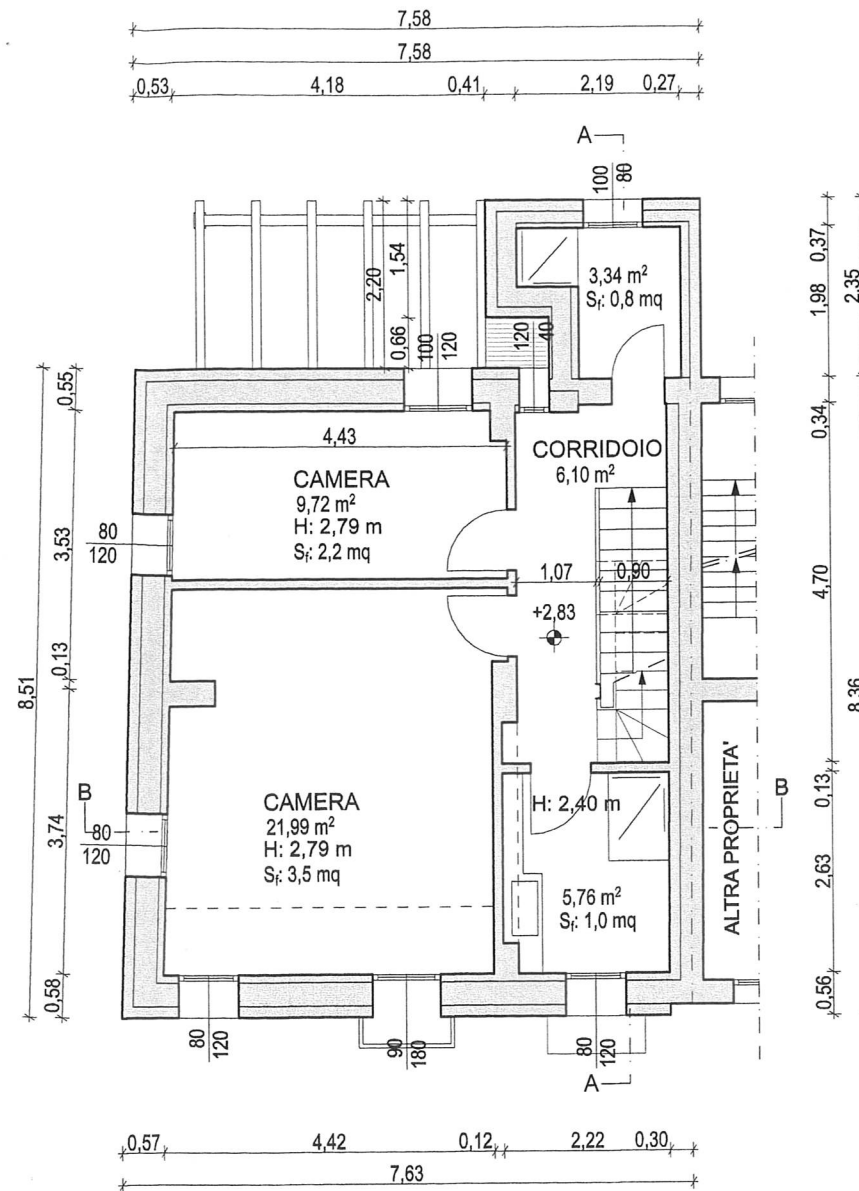 7,58
7,58
0,53 4,18 0,41 2,19 0,27
A
100
80
2,20
1,54
0,66
100
120
120
40
3,34 m²
Sf: 0,8 mq
0,37
1,98
2,35
0,55
0,34
4,43
CORRIDOIO
6,10 m²
CAMERA
9,72 m²
H: 2,79 m
Sf: 2,2 mq
80
120
3,53
1,07 0,90
+2,83
4,70
0,13
8,51
8,36
CAMERA
21,99 m²
H: 2,79 m
Sf: 3,5 mq
B
80
120
3,74
H: 2,40 m
B
0,13
ALTRA PROPRIETA'
5,76 m²
Sf: 1,0 mq
2,63
0,58
0,56
80
120
90
180
80
120
A
0,57 4,42 0,12 2,22 0,30
7,63